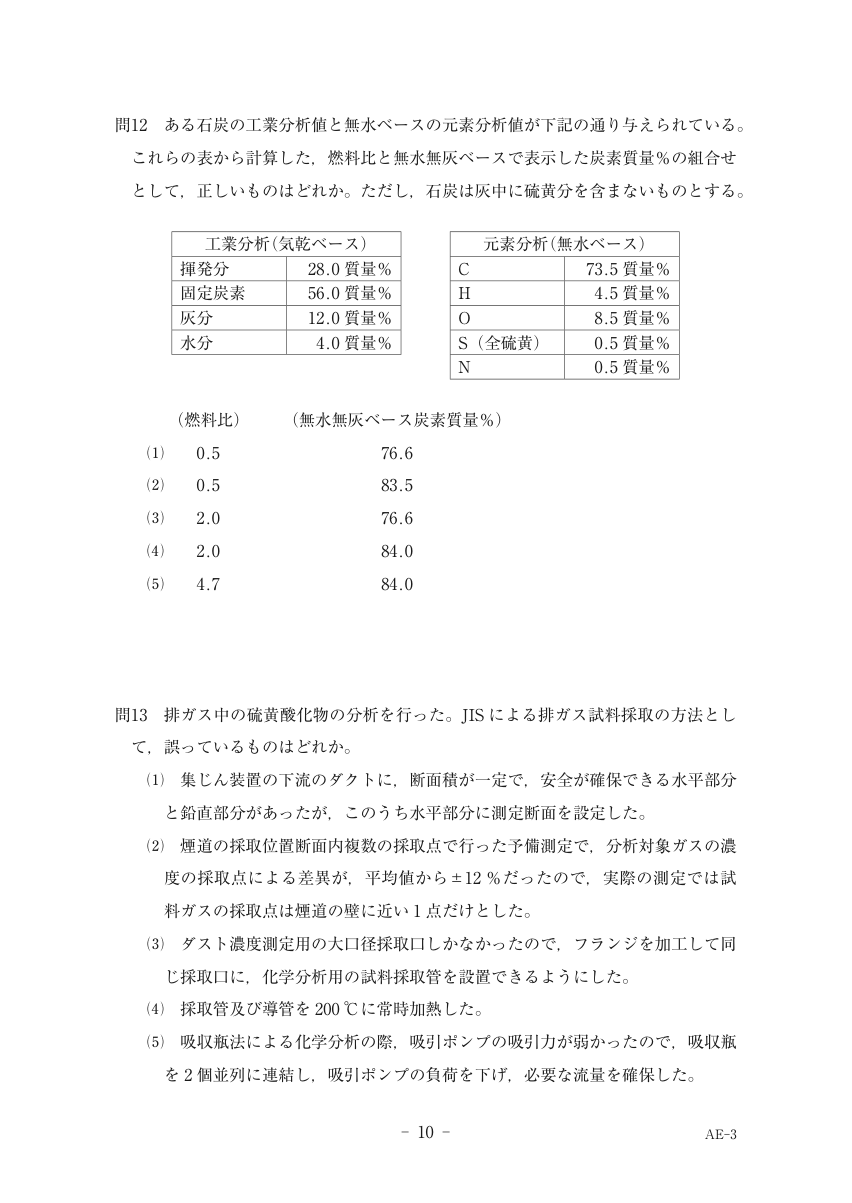 問12　ある石炭の工業分析値と無水ベースの元素分析値が下記の通り与えられている。
これらの表から計算した，燃料比と無水無灰ベースで表示した炭素質量％の組合せ
として，正しいものはどれか。ただし，石炭は灰中に硫黄分を含まないものとする。
工業分析（気乾ベース）
揮発分　28.0 質量％
固定炭素　56.0 質量％
灰分　12.0 質量％
水分　4.0 質量％
元素分析（無水ベース）
C　73.5 質量％
H　4.5 質量％
O　8.5 質量％
S（全硫黄）　0.5 質量％
N　0.5 質量％
（燃料比）　（無水無灰ベース炭素質量％）
⑴　0.5　76.6
⑵　0.5　83.5
⑶　2.0　76.6
⑷　2.0　84.0
⑸　4.7　84.0
問13　排ガス中の硫黄酸化物の分析を行った。JIS による排ガス試料採取の方法とし
て，誤っているものはどれか。
⑴　集じん装置の下流のダクトに，断面積が一定で，安全が確保できる水平部分
と鉛直部分があったが，このうち水平部分に測定断面を設定した。
⑵　煙道の採取位置断面内複数の採取点で行った予備測定で，分析対象ガスの濃
度の採取点による差異が，平均値から±12 ％だったので，実際の測定では試
料ガスの採取点は煙道の壁に近い 1 点だけとした。
⑶　ダスト濃度測定用の大口径採取口しかなかったので，フランジを加工して同
じ採取口に，化学分析用の試料採取管を設置できるようにした。
⑷　採取管及び導管を 200 ℃に常時加熱した。
⑸　吸収瓶法による化学分析の際，吸引ポンプの吸引力が弱かったので，吸収瓶
を 2 個並列に連結し，吸引ポンプの負荷を下げ，必要な流量を確保した。
− 10 −
AE−3